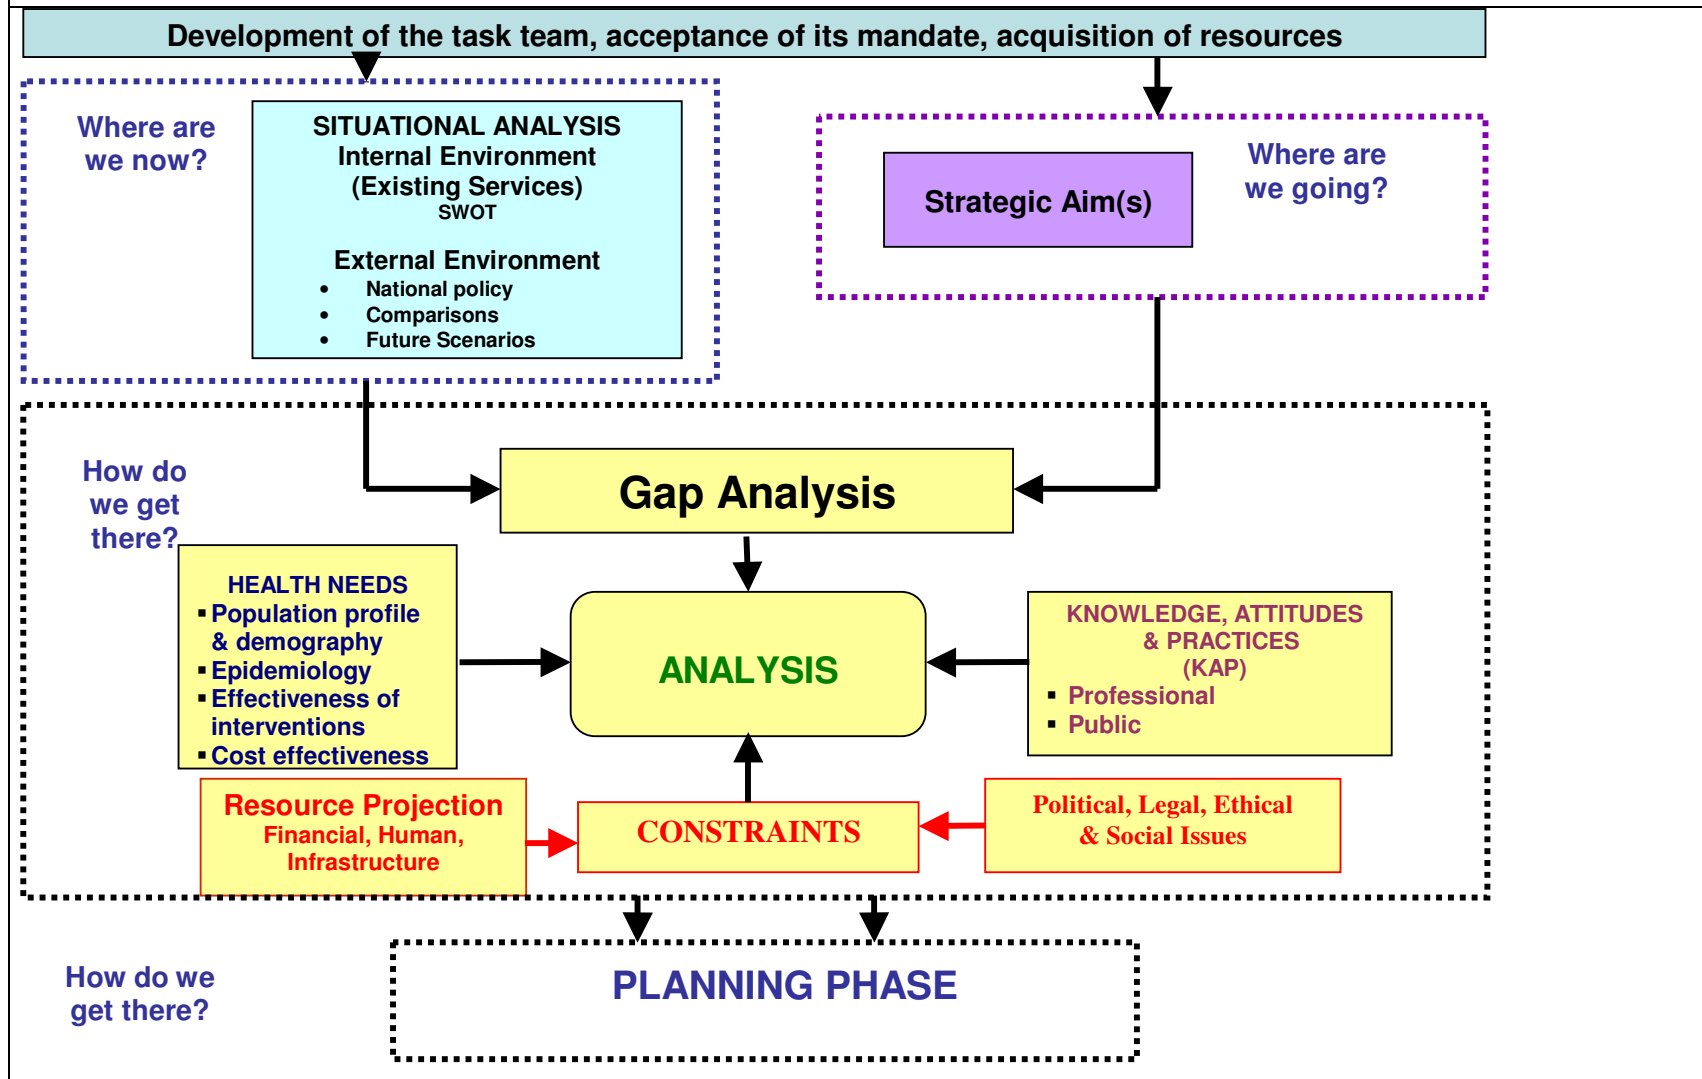 Development of the task team, acceptance of its mandate, acquisition of resources
Where are
we now?
SITUATIONAL ANALYSIS
Internal Environment
(Existing Services)
SWOT
External Environment
• National policy
• Comparisons
• Future Scenarios
Strategic Aim(s)
Where are
we going?
How do
we get
there?
Gap Analysis
HEALTH NEEDS
▪ Population profile
& demography
▪ Epidemiology
▪ Effectiveness of
interventions
▪ Cost effectiveness
ANALYSIS
KNOWLEDGE, ATTITUDES
& PRACTICES
(KAP)
▪ Professional
▪ Public
Resource Projection
Financial, Human,
Infrastructure
CONSTRAINTS
Political, Legal, Ethical
& Social Issues
How do we
get there?
PLANNING PHASE